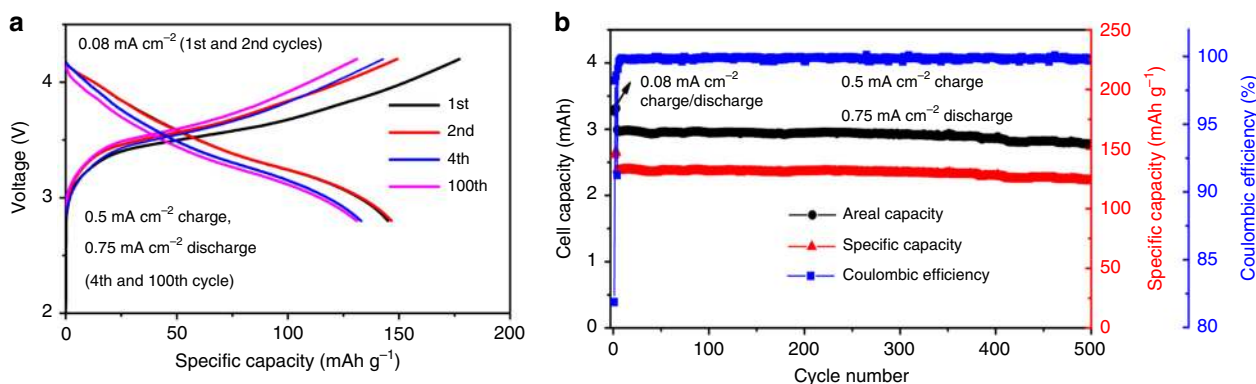 a
0.08 mA cm⁻² (1st and 2nd cycles)
4
3
2
Voltage (V)
1st
2nd
4th
100th
0.5 mA cm⁻² charge,
0.75 mA cm⁻² discharge
(4th and 100th cycle)
0 50 100 150 200
Specific capacity (mAh g⁻¹)
b
4
3
2
1
0
Cell capacity (mAh)
0.08 mA cm⁻²
charge/discharge
0.5 mA cm⁻² charge
0.75 mA cm⁻² discharge
Areal capacity
Specific capacity
Coulombic efficiency
0 100 200 300 400 500
Cycle number
250
200
150
100
50
0
Specific capacity (mAh g⁻¹)
100
95
90
85
80
Coulombic efficiency (%)